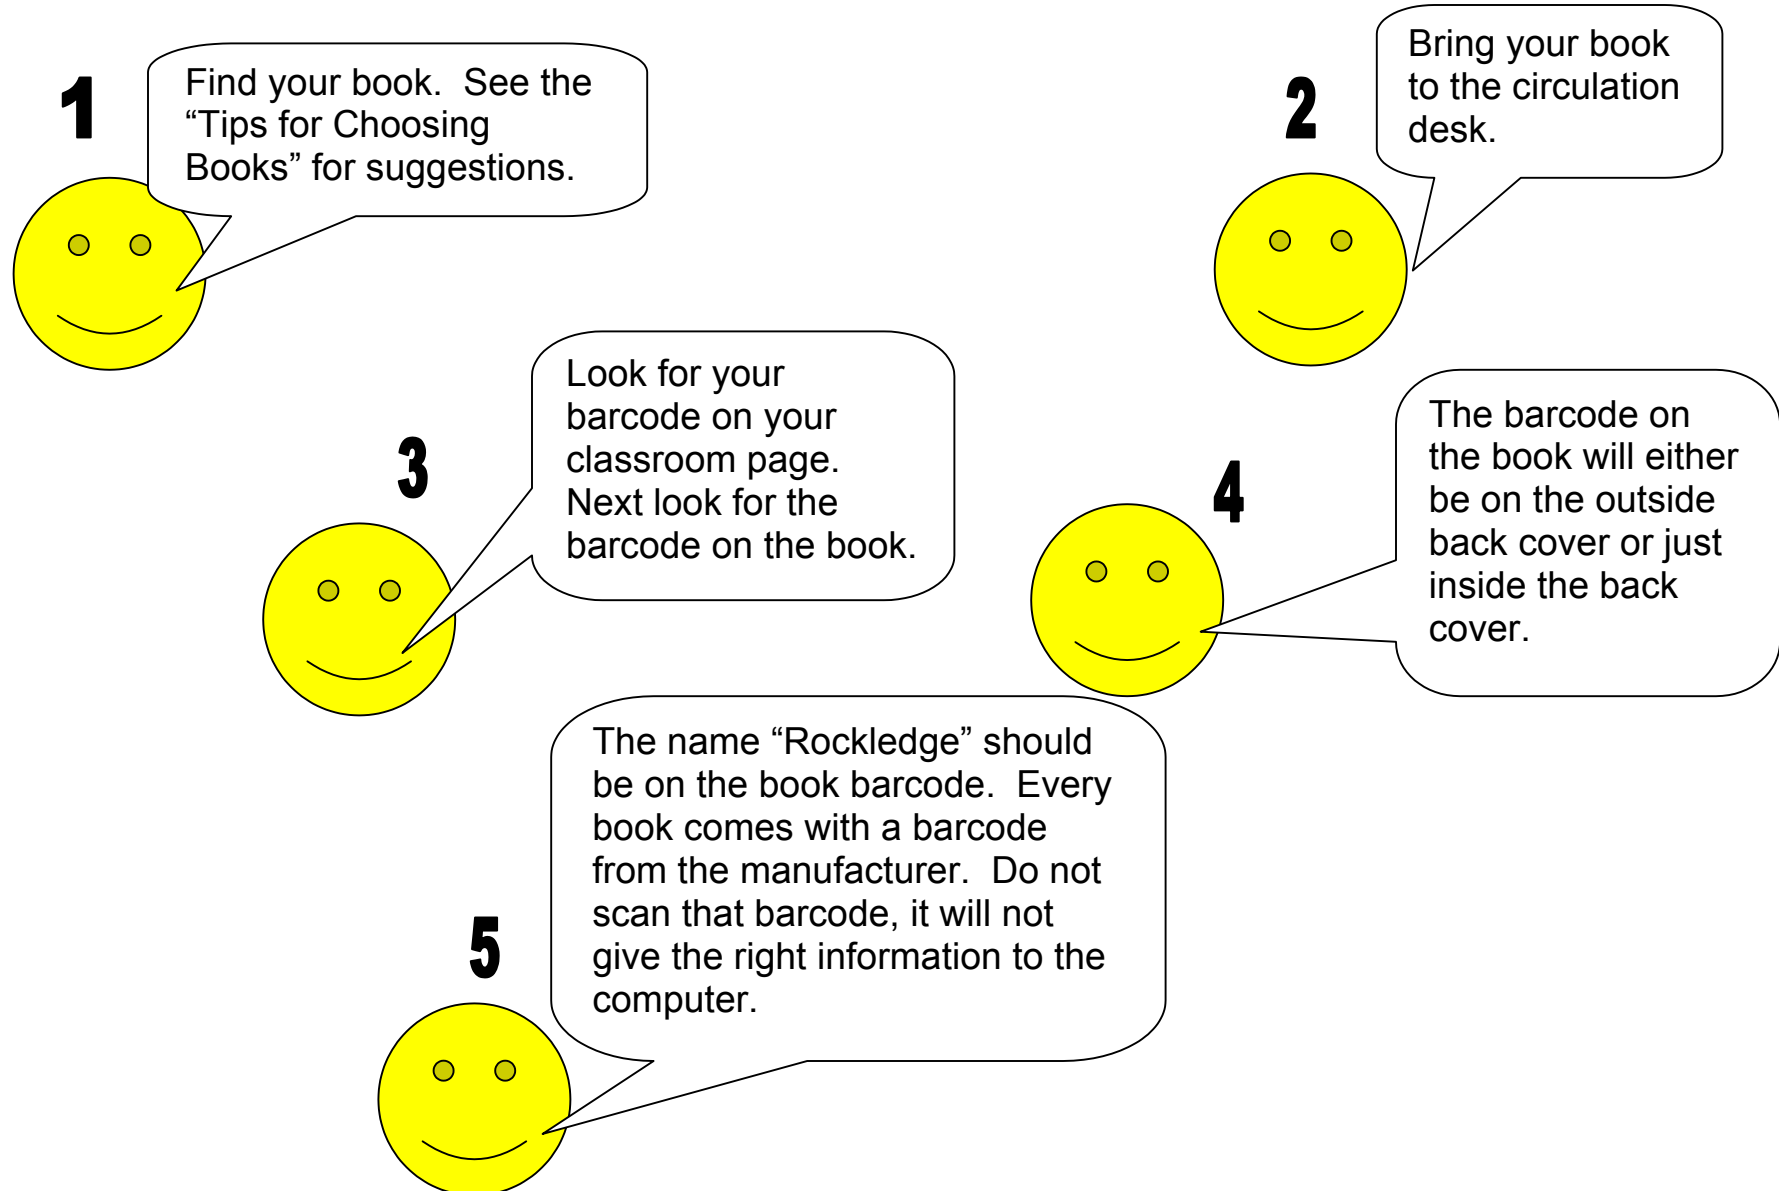 1
Find your book.  See the
“Tips for Choosing
Books” for suggestions.
2
Bring your book
to the circulation
desk.
3
Look for your
barcode on your
classroom page.
Next look for the
barcode on the book.
4
The barcode on
the book will either
be on the outside
back cover or just
inside the back
cover.
5
The name “Rockledge” should
be on the book barcode.  Every
book comes with a barcode
from the manufacturer.  Do not
scan that barcode, it will not
give the right information to the
computer.